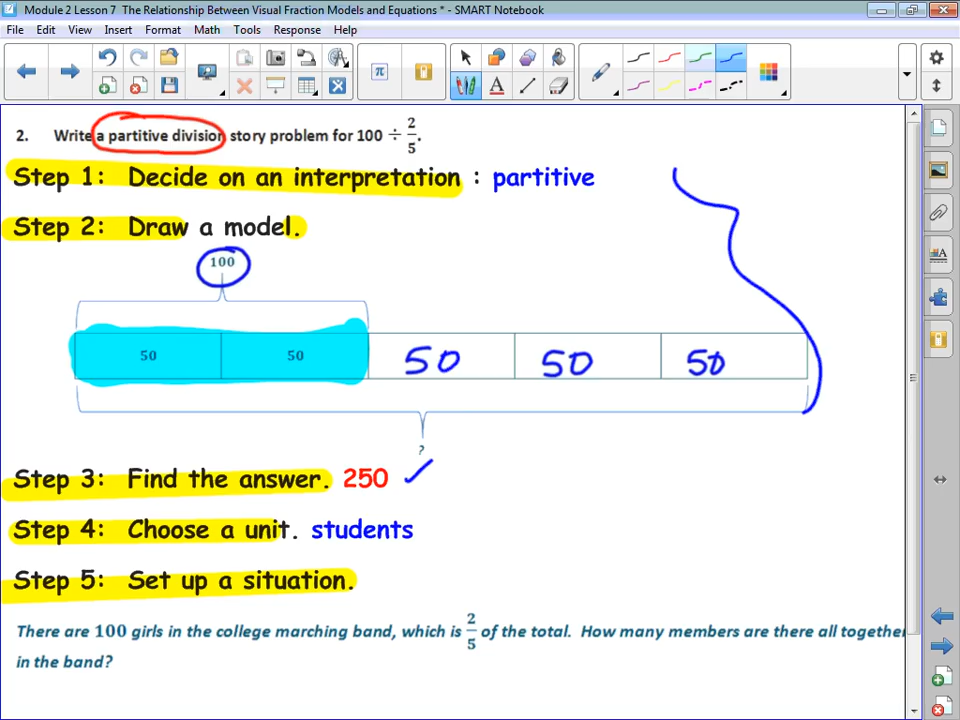 Module 2 Lesson 7 The Relationship Between Visual Fraction Models and Equations * - SMART Notebook
File Edit View Insert Format Math Tools Response Help
2. Write a partitive division story problem for 100 ÷ 2/5.
Step 1: Decide on an interpretation : partitive
Step 2: Draw a model.
100
50 50 50 50 50
?
Step 3: Find the answer. 250 ✓
Step 4: Choose a unit. students
Step 5: Set up a situation.
There are 100 girls in the college marching band, which is 2/5 of the total. How many members are there all together
in the band?